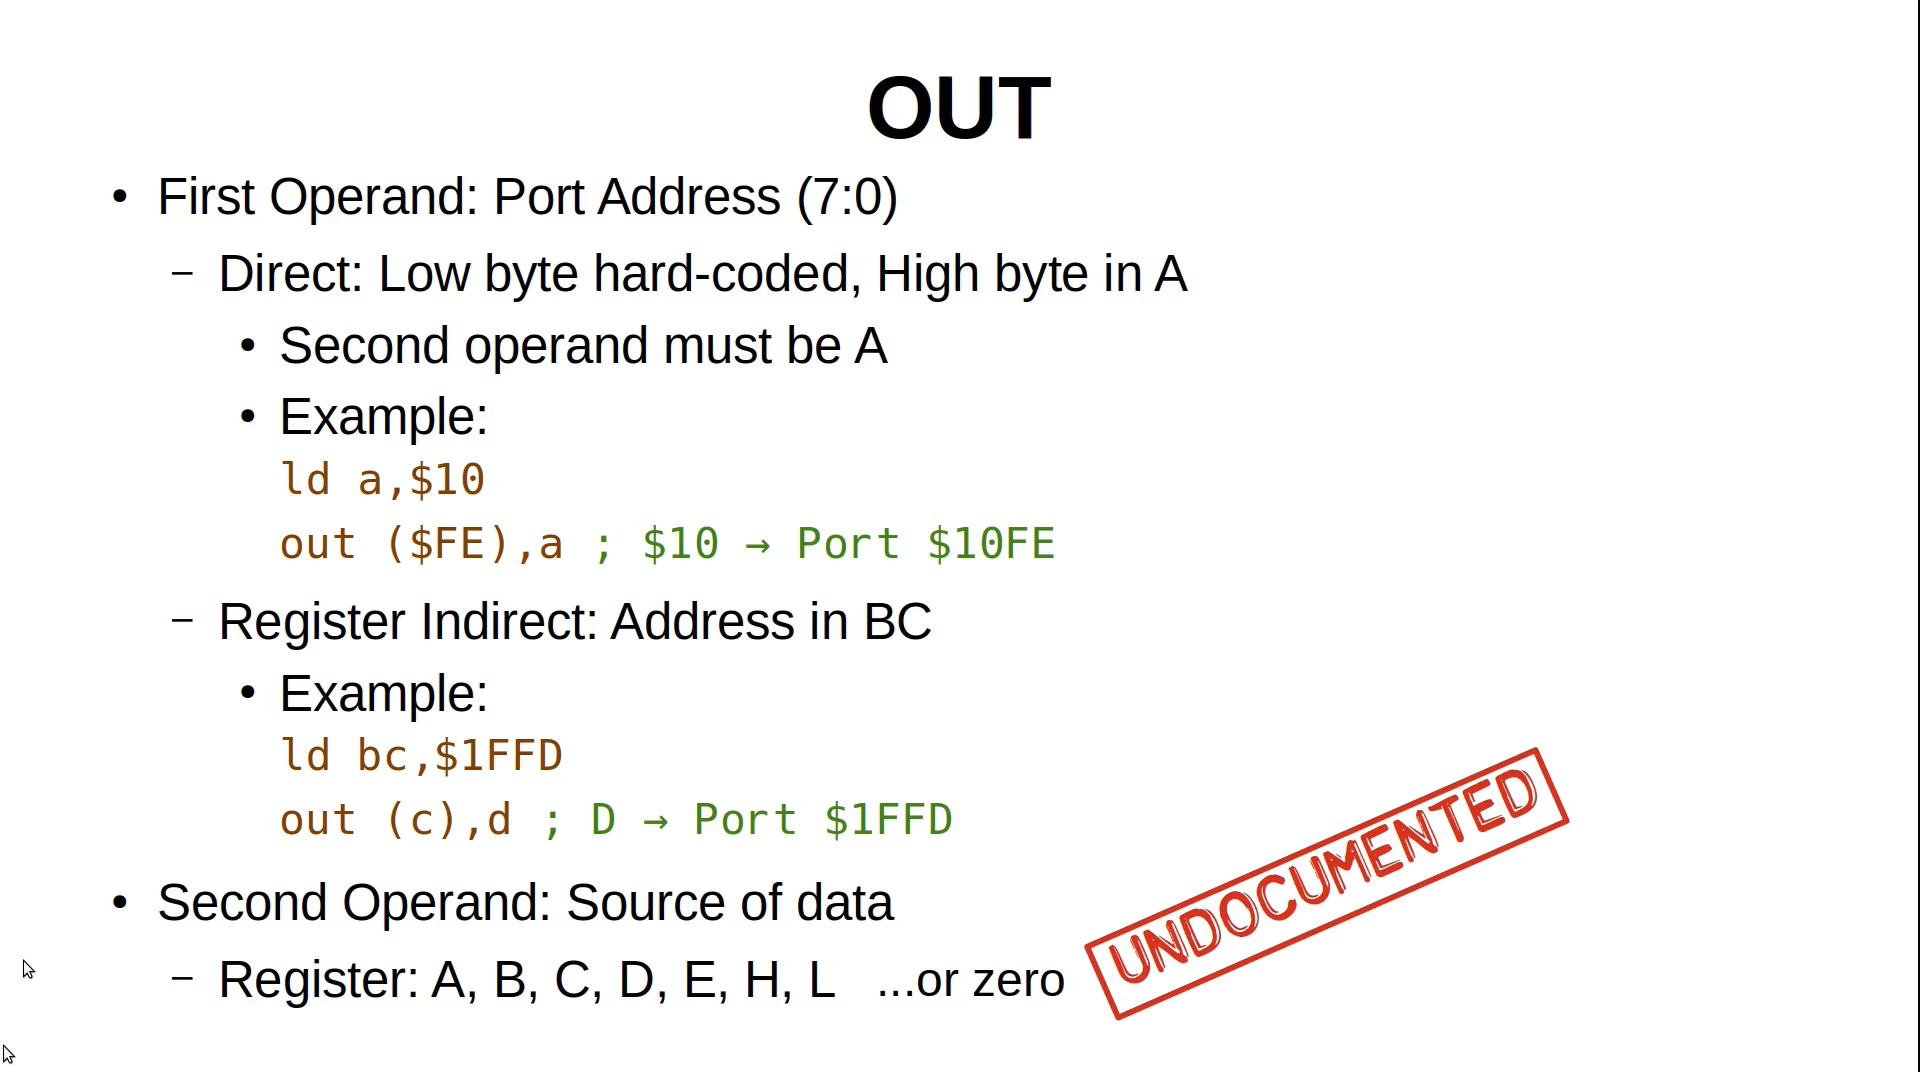 OUT
• First Operand: Port Address (7:0)
– Direct: Low byte hard-coded, High byte in A
• Second operand must be A
• Example:
ld a,$10
out ($FE),a ; $10 → Port $10FE
– Register Indirect: Address in BC
• Example:
ld bc,$1FFD
out (c),d ; D → Port $1FFD
• Second Operand: Source of data
– Register: A, B, C, D, E, H, L ...or zero
UNDOCUMENTED